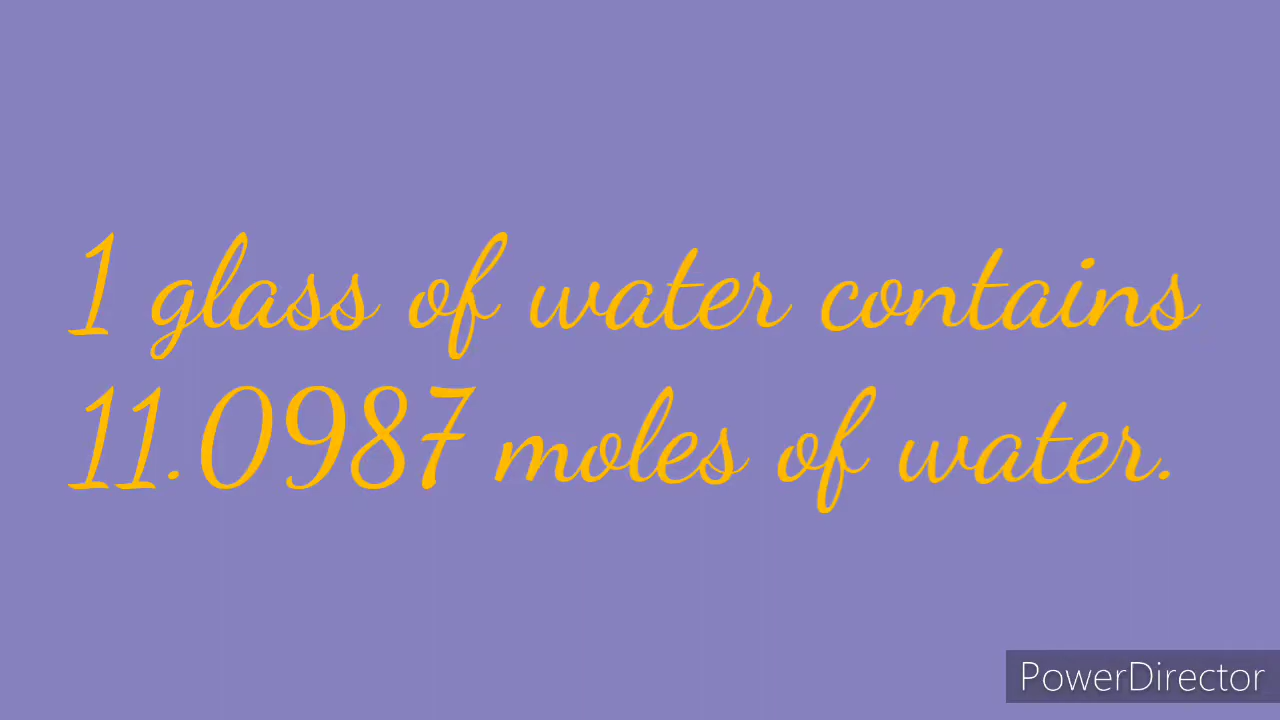 1 glass of water contains
11.0987 moles of water.
PowerDirector